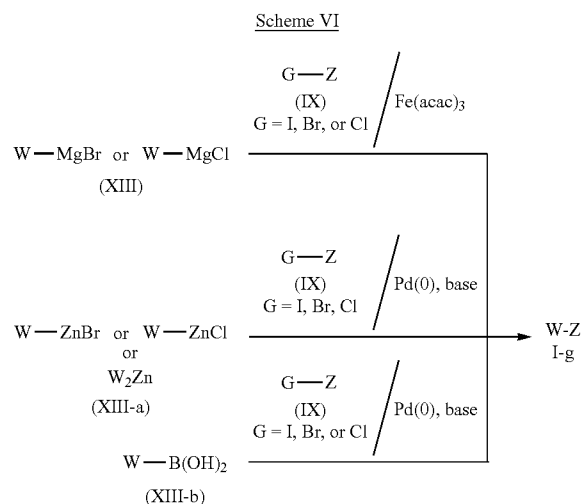 Scheme VI
G—Z
(IX)
G = I, Br, or Cl
Fe(acac)₃
W—MgBr or W—MgCl
(XIII)
G—Z
(IX)
G = I, Br, Cl
Pd(0), base
W—ZnBr or W—ZnCl
or
W₂Zn
(XIII-a)
W-Z
I-g
G—Z
(IX)
G = I, Br, or Cl
Pd(0), base
W—B(OH)₂
(XIII-b)